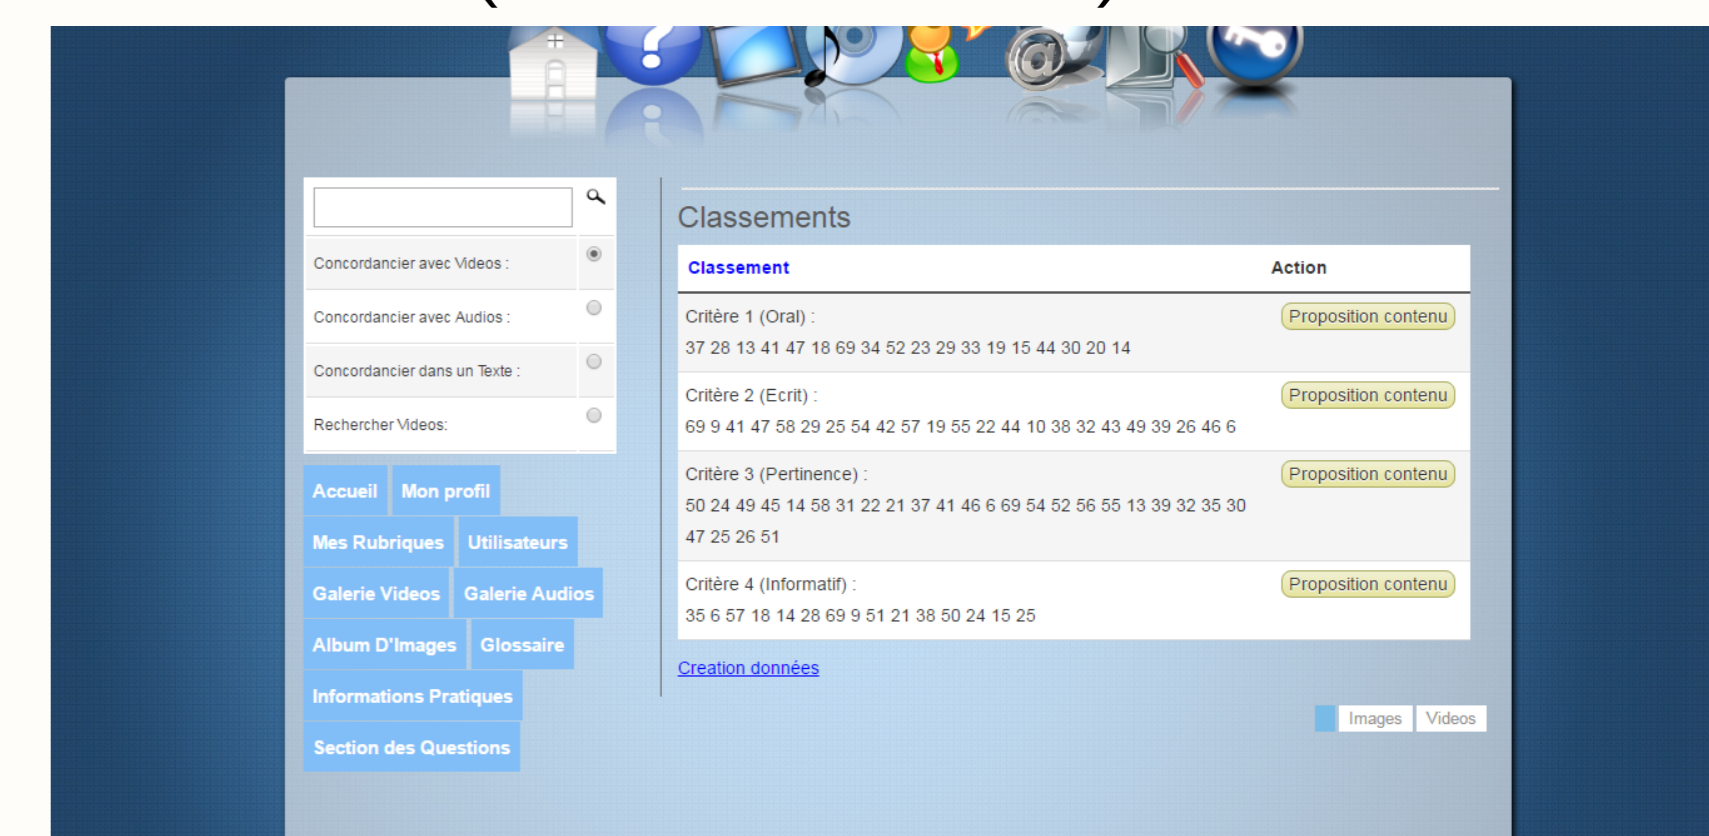 Concordancier avec Videos :
Concordancier avec Audios :
Concordancier dans un Texte :
Rechercher Videos:
Accueil Mon profil
Mes Rubriques Utilisateurs
Galerie Videos Galerie Audios
Album D'Images Glossaire
Informations Pratiques
Section des Questions
Classements
Classement Action
Critère 1 (Oral) : Proposition contenu
37 28 13 41 47 18 69 34 52 23 29 33 19 15 44 30 20 14
Critère 2 (Ecrit) : Proposition contenu
69 9 41 47 58 29 25 54 42 57 19 55 22 44 10 38 32 43 49 39 26 46 6
Critère 3 (Pertinence) : Proposition contenu
50 24 49 45 14 58 31 22 21 37 41 46 6 69 54 52 56 55 13 39 32 35 30
47 25 26 51
Critère 4 (Informatif) : Proposition contenu
35 6 57 18 14 28 69 9 51 21 38 50 24 15 25
Creation données
Images Videos